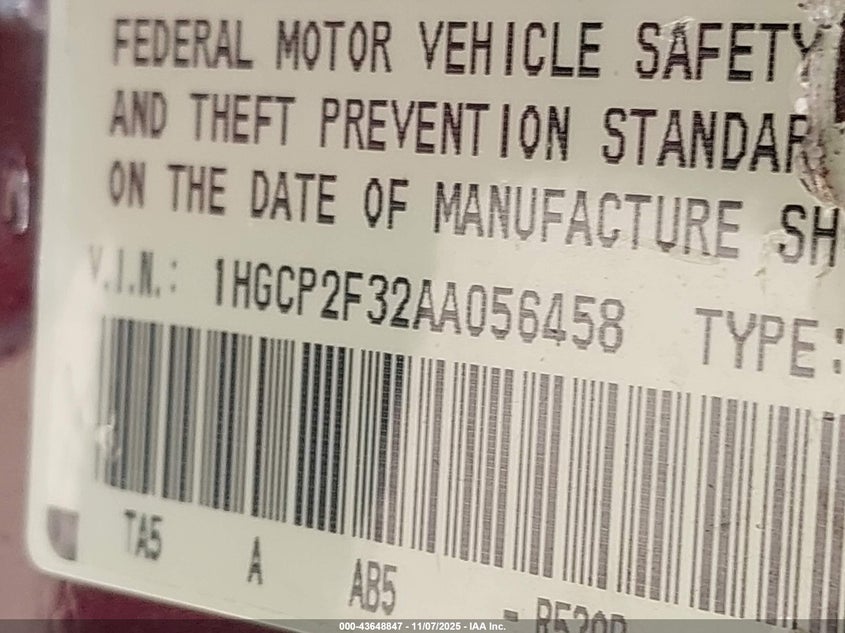 FEDERAL MOTOR VEHICLE SAFETY
AND THEFT PREVENTION STANDAR
ON THE DATE OF MANUFACTURE SH
V.I.N.: 1HGCP2F32AA056458 TYPE:
TA5 A AB5 - R530P
000-43648847 - 11/07/2025 - IAA Inc.